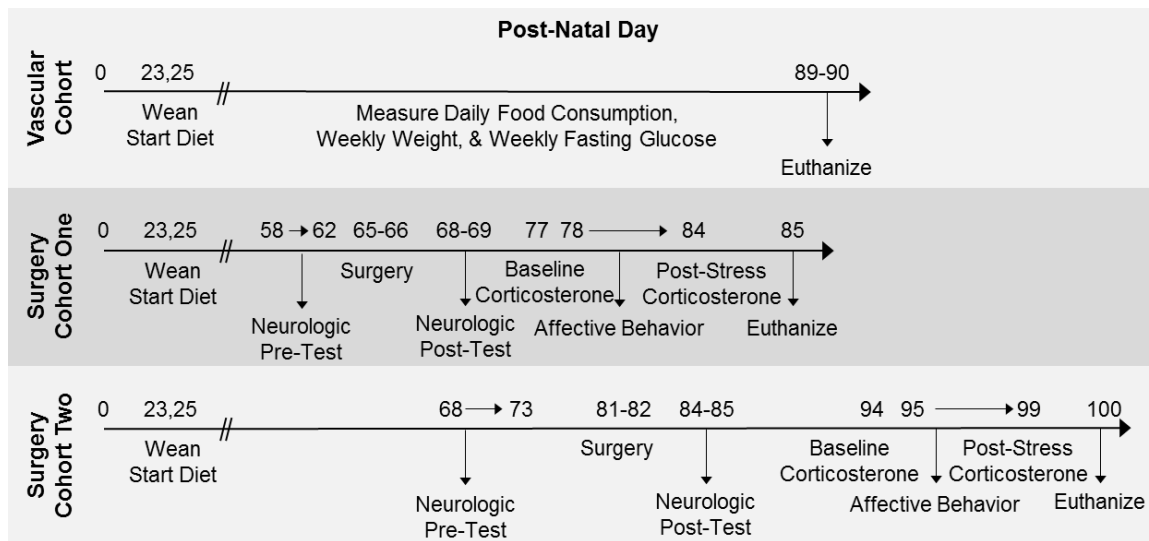 Post-Natal Day
Vascular
Cohort
0 23,25 89-90
Wean
Start Diet
Measure Daily Food Consumption,
Weekly Weight, & Weekly Fasting Glucose
Euthanize
Surgery
Cohort One
0 23,25 58 62 65-66 68-69 77 78 84 85
Wean
Start Diet
Surgery
Baseline
Corticosterone
Post-Stress
Corticosterone
Neurologic
Pre-Test
Neurologic
Post-Test
Affective Behavior
Euthanize
Surgery
Cohort Two
0 23,25 68 73 81-82 84-85 94 95 99 100
Wean
Start Diet
Surgery
Baseline
Corticosterone
Post-Stress
Corticosterone
Neurologic
Pre-Test
Neurologic
Post-Test
Affective Behavior
Euthanize